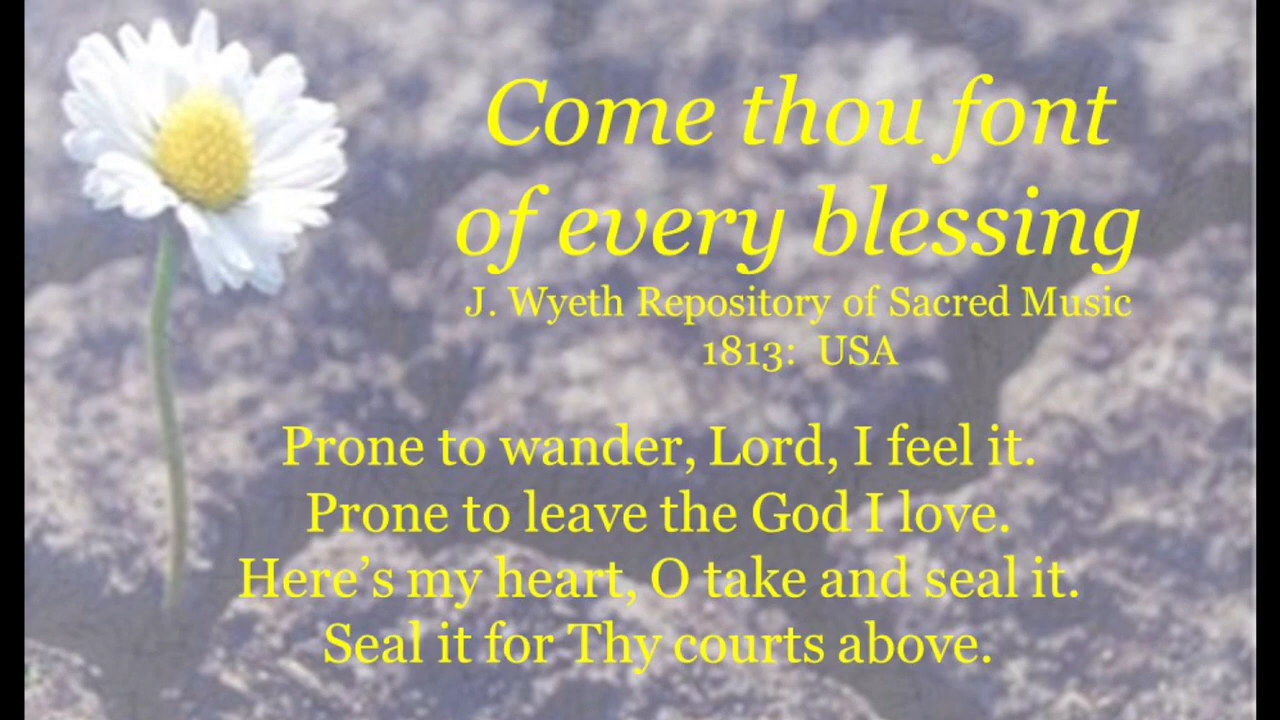 Come thou font
of every blessing
J. Wyeth Repository of Sacred Music
1813:  USA
Prone to wander, Lord, I feel it.
Prone to leave the God I love.
Here’s my heart, O take and seal it.
Seal it for Thy courts above.